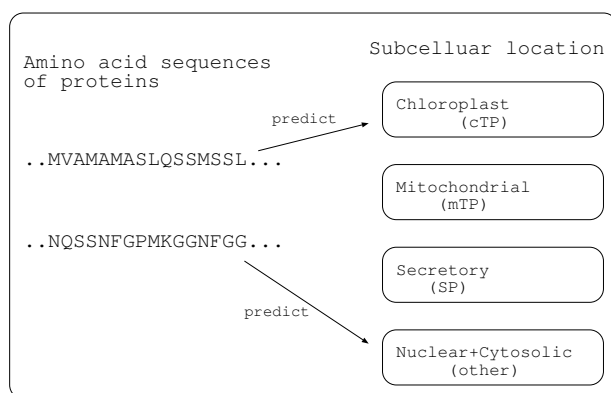 Amino acid sequences
of proteins
Subcelluar location
predict
Chloroplast
(cTP)
..MVAMAMASLQSSMSSL...
Mitochondrial
(mTP)
..NQSSNFGPMKGGNFGG...
Secretory
(SP)
predict
Nuclear+Cytosolic
(other)